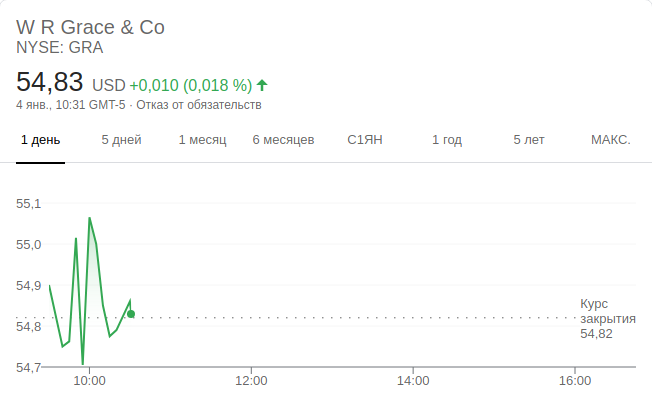 W R Grace & Co
NYSE: GRA
54,83 USD +0,010 (0,018 %)
4 янв., 10:31 GMT-5 · Отказ от обязательств
1 день 5 дней 1 месяц 6 месяцев С1ЯН 1 год 5 лет МАКС.
55,1
55,0
54,9
Курс
закрытия
54,82
54,8
54,7
10:00 12:00 14:00 16:00